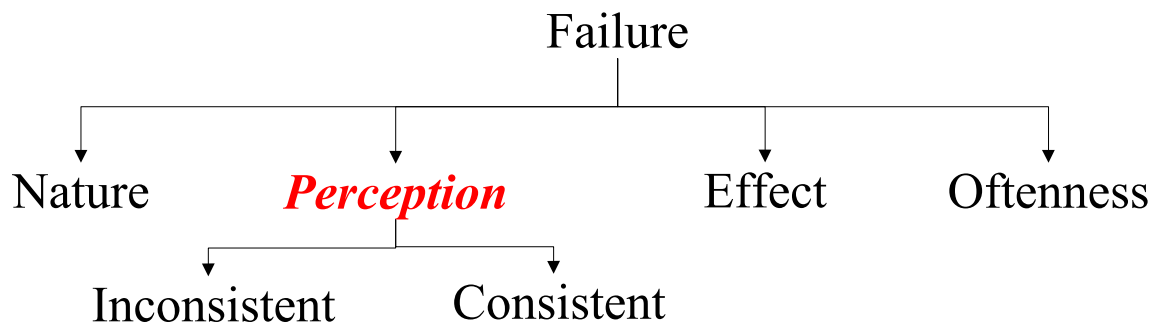 Failure
Nature Perception Effect Oftenness
Inconsistent Consistent